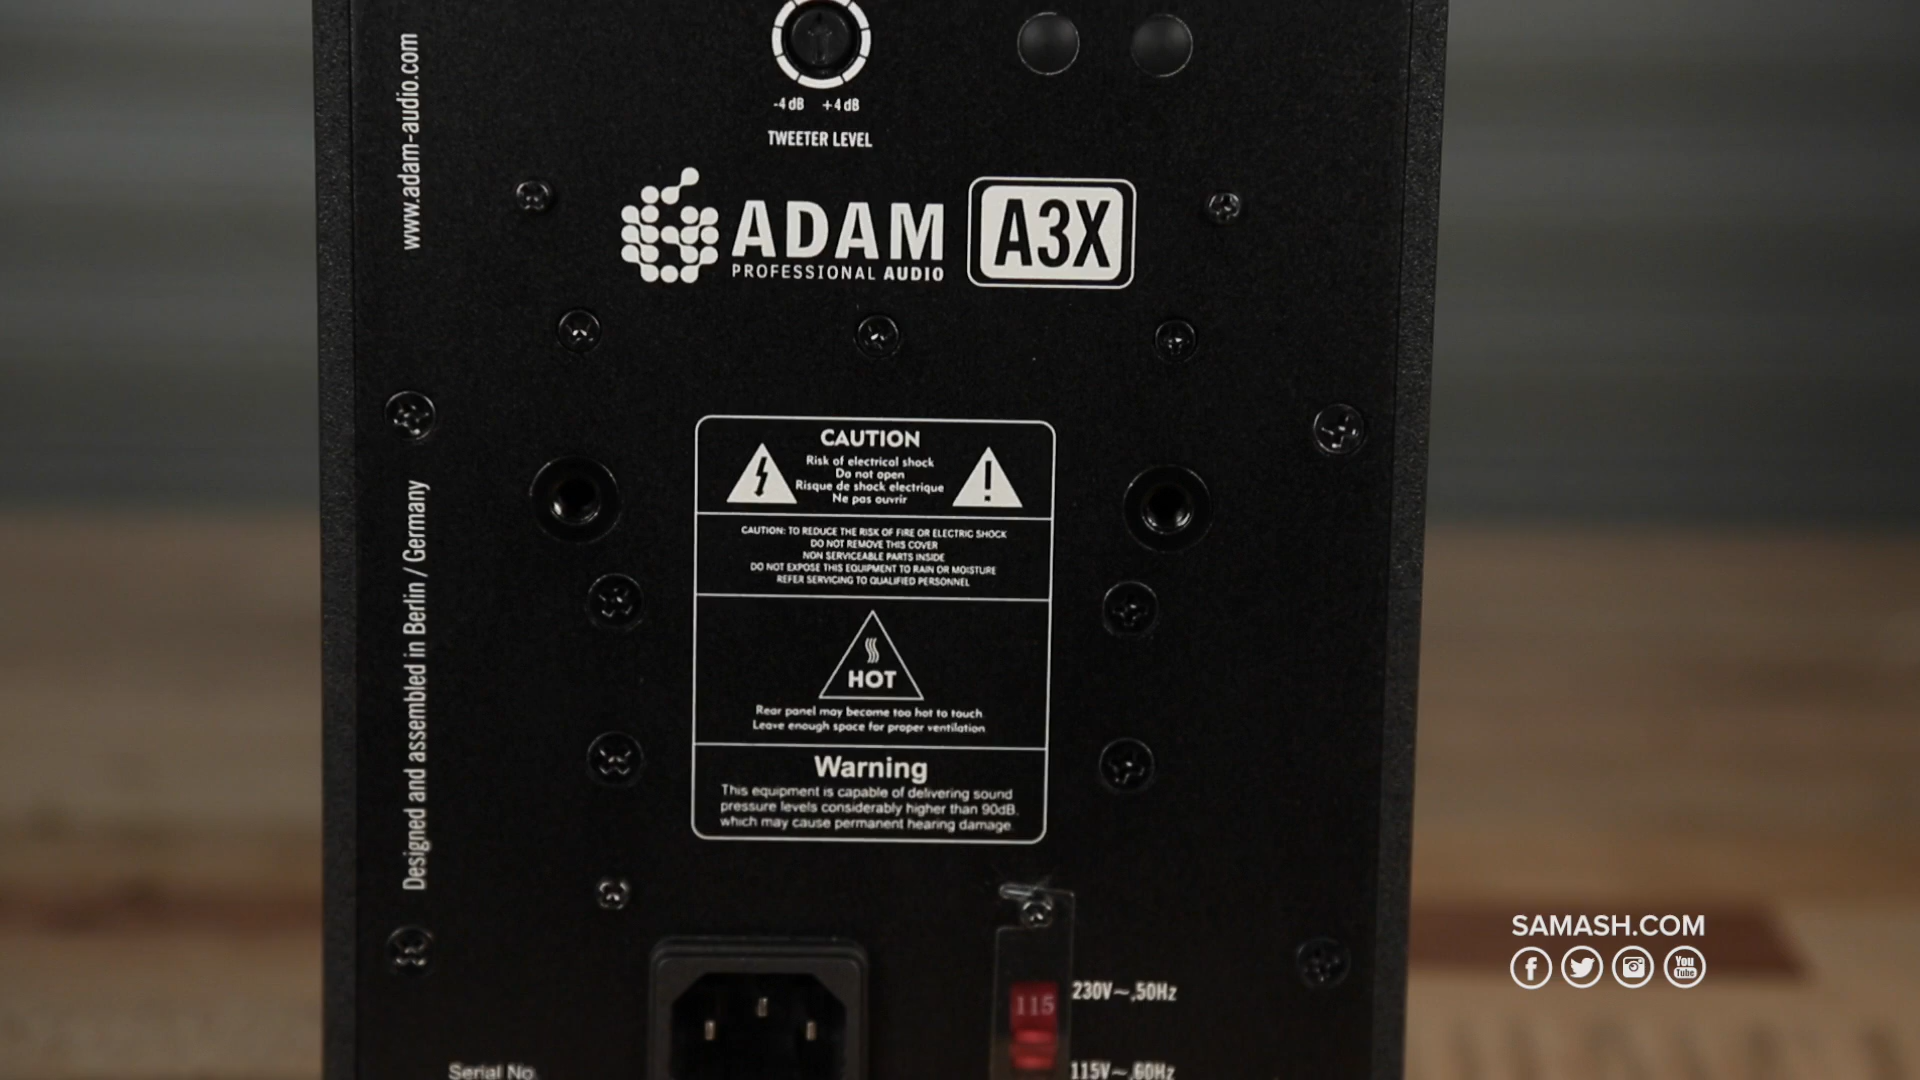 www.adam-audio.com
-4 dB +4 dB
TWEETER LEVEL
ADAM
PROFESSIONAL AUDIO
A3X
CAUTION
Risk of electrical shock
Do not open
Risque de shock electrique
Ne pas ouvrir
CAUTION: TO REDUCE THE RISK OF FIRE OR ELECTRIC SHOCK
DO NOT REMOVE THIS COVER
NON SERVICEABLE PARTS INSIDE
DO NOT EXPOSE THIS EQUIPMENT TO RAIN OR MOISTURE
REFER SERVICING TO QUALIFIED PERSONNEL
HOT
Rear panel may become too hot to touch
Leave enough space for proper ventilation
Warning
This equipment is capable of delivering sound
pressure levels considerably higher than 90dB.
which may cause permanent hearing damage
Designed and assembled in Berlin / Germany
115
230V~,50Hz
115V~,60Hz
Serial No.
SAMASH.COM
You
Tube